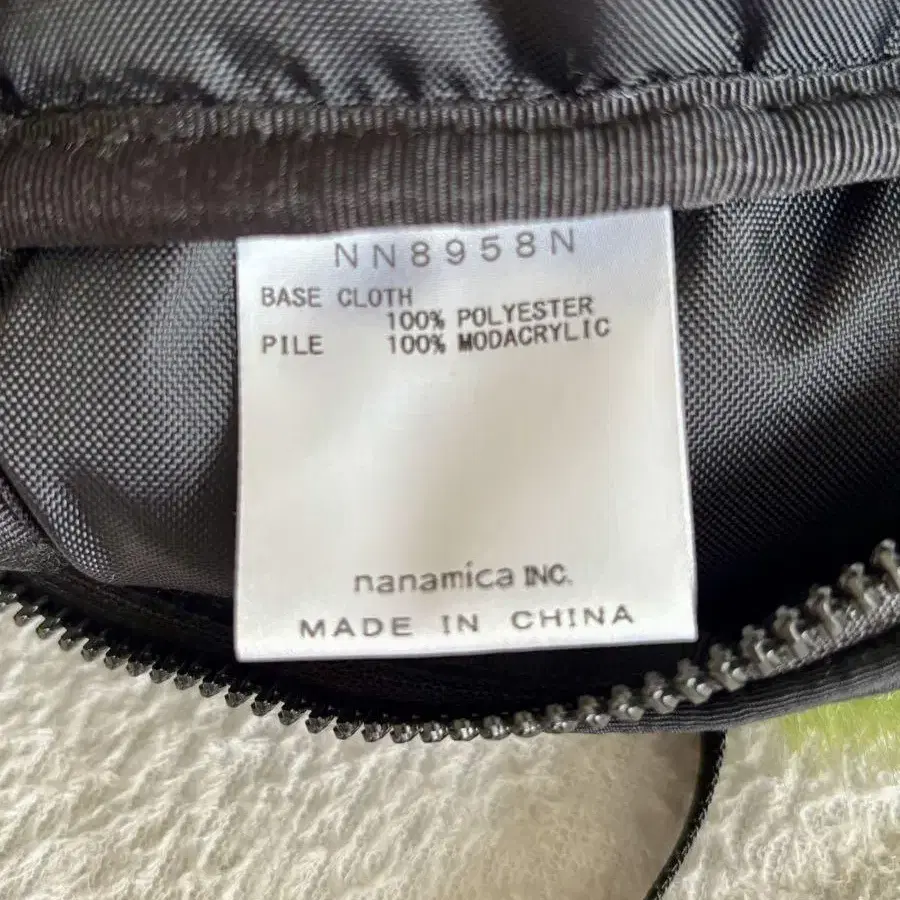 NN8958N
BASE CLOTH
100% POLYESTER
PILE 100% MODACRYLIC
nanamica INC.
MADE IN CHINA